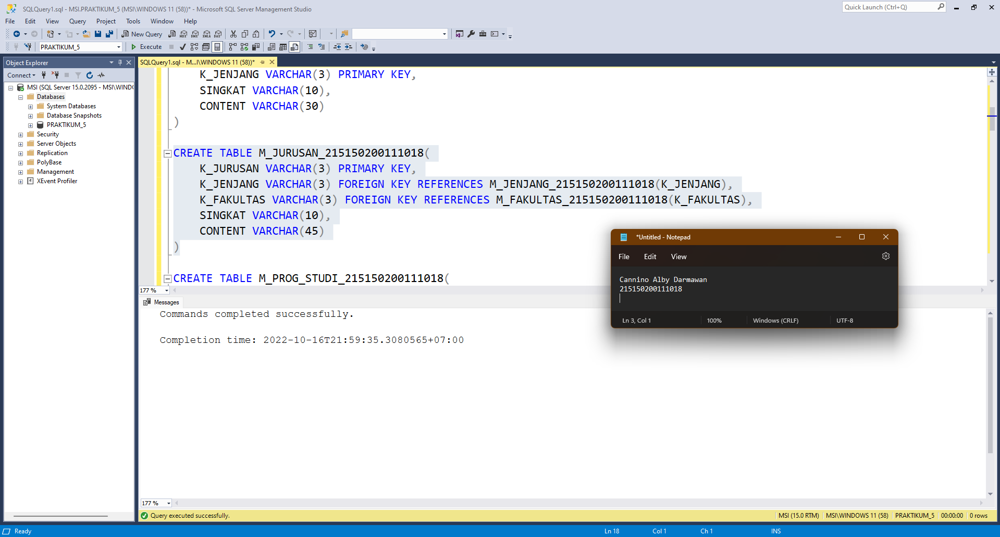 SQLQuery1.sql - MSI.PRAKTIKUM_5 (MSI\WINDOWS 11 (58))* - Microsoft SQL Server Management Studio
Quick Launch (Ctrl+Q)
File Edit View Query Project Tools Window Help
New Query
MDX DMX XMLA DAX
PRAKTIKUM_5
Execute
Object Explorer
Connect
MSI (SQL Server 15.0.2095 - MSI\WIND
Databases
System Databases
Database Snapshots
PRAKTIKUM_5
Security
Server Objects
Replication
PolyBase
Management
XEvent Profiler
SQLQuery1.sql - M...I\WINDOWS 11 (58))*
K_JENJANG VARCHAR(3) PRIMARY KEY,
SINGKAT VARCHAR(10),
CONTENT VARCHAR(30)
)
CREATE TABLE M_JURUSAN_215150200111018(
K_JURUSAN VARCHAR(3) PRIMARY KEY,
K_JENJANG VARCHAR(3) FOREIGN KEY REFERENCES M_JENJANG_215150200111018(K_JENJANG),
K_FAKULTAS VARCHAR(3) FOREIGN KEY REFERENCES M_FAKULTAS_215150200111018(K_FAKULTAS),
SINGKAT VARCHAR(10),
CONTENT VARCHAR(45)
)
CREATE TABLE M_PROG_STUDI_215150200111018(
177 %
Messages
Commands completed successfully.
Completion time: 2022-10-16T21:59:35.3080565+07:00
177 %
*Untitled - Notepad
File Edit View
Cannino Alby Darmawan
215150200111018
Ln 3, Col 1 100% Windows (CRLF) UTF-8
Query executed successfully.
MSI (15.0 RTM) MSI\WINDOWS 11 (58) PRAKTIKUM_5 00:00:00 0 rows
Ready
Ln 18 Col 1 Ch 1 INS